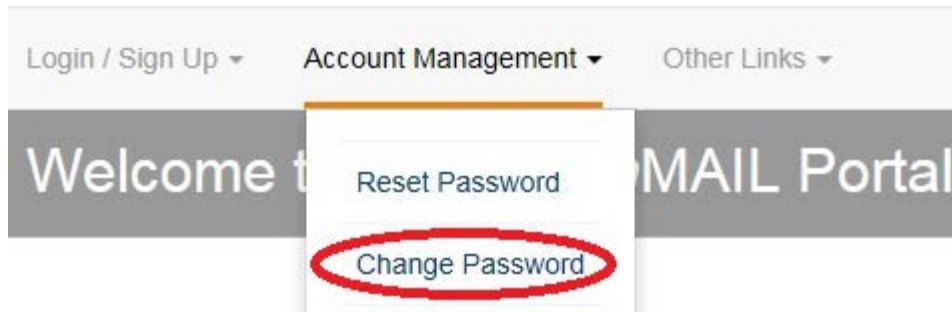 Login / Sign Up Account Management Other Links
Welcome t MAIL Portal
Reset Password
Change Password